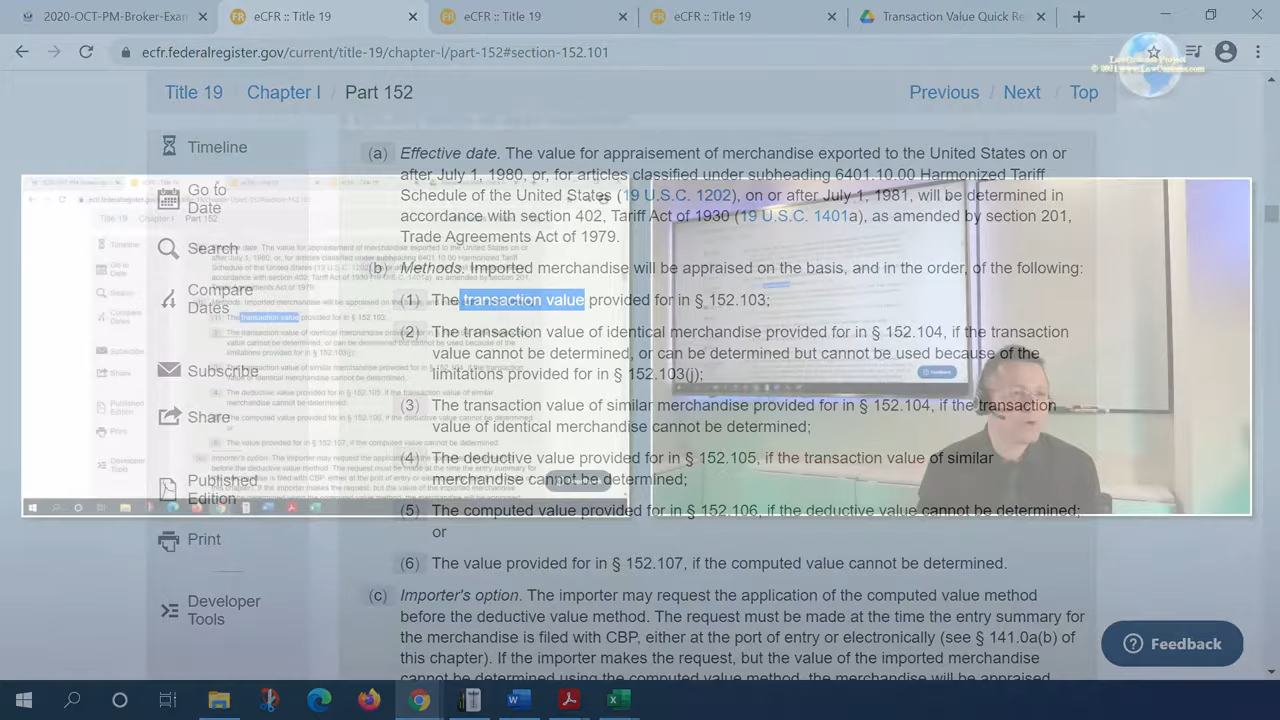 2020-OCT-PM-Broker-Exan
eCFR :: Title 19
eCFR :: Title 19
eCFR :: Title 19
Transaction Value Quick Re
ecfr.federalregister.gov/current/title-19/chapter-I/part-152#section-152.101
Title 19 / Chapter I / Part 152
Previous / Next / Top
Timeline
Go to
Date
Search
Compare
Dates
Subscribe
Share
Published
Edition
Print
Developer
Tools
(a) Effective date. The value for appraisement of merchandise exported to the United States on or
after July 1, 1980, or, for articles classified under subheading 6401.10.00 Harmonized Tariff
Schedule of the United States (19 U.S.C. 1202), on or after July 1, 1981, will be determined in
accordance with section 402, Tariff Act of 1930 (19 U.S.C. 1401a), as amended by section 201,
Trade Agreements Act of 1979.
(b) Methods. Imported merchandise will be appraised on the basis, and in the order, of the following:
(1) The transaction value provided for in § 152.103;
(2) The transaction value of identical merchandise provided for in § 152.104, if the transaction
value cannot be determined, or can be determined but cannot be used because of the
limitations provided for in § 152.103(j);
(3) The transaction value of similar merchandise provided for in § 152.104, if the transaction
value of identical merchandise cannot be determined;
(4) The deductive value provided for in § 152.105, if the transaction value of similar
merchandise cannot be determined;
(5) The computed value provided for in § 152.106, if the deductive value cannot be determined;
or
(6) The value provided for in § 152.107, if the computed value cannot be determined.
(c) Importer's option. The importer may request the application of the computed value method
before the deductive value method. The request must be made at the time the entry summary for
the merchandise is filed with CBP, either at the port of entry or electronically (see § 141.0a(b) of
this chapter). If the importer makes the request, but the value of the imported merchandise
cannot be determined using the computed value method, the merchandise will be appraised
Feedback